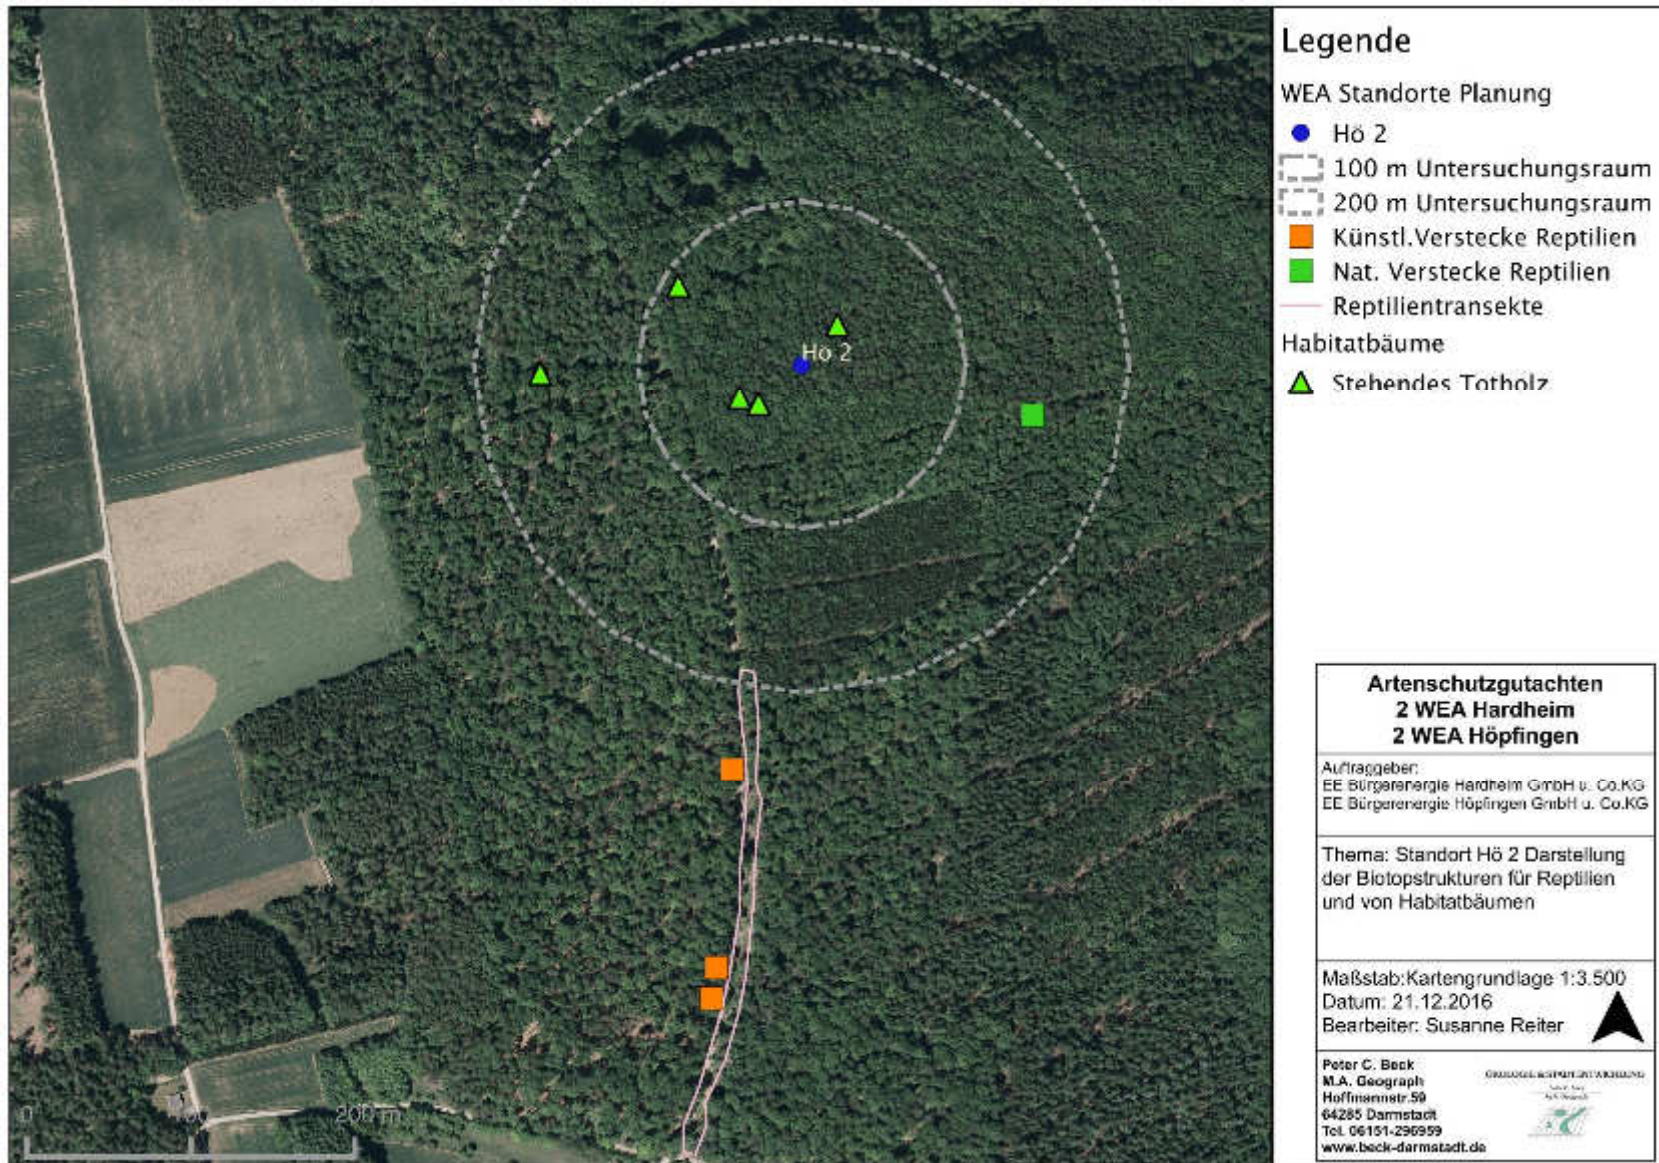 Legende
WEA Standorte Planung
Hö 2
100 m Untersuchungsraum
200 m Untersuchungsraum
Künstl.Verstecke Reptilien
Nat. Verstecke Reptilien
Reptilientransekte
Habitatbäume
Stehendes Totholz
Hö 2
Artenschutzgutachten
2 WEA Hardheim
2 WEA Höpfingen
Auftraggeber:
EE Bürgerenergie Hardheim GmbH u. Co.KG
EE Bürgerenergie Höpfingen GmbH u. Co.KG
Thema: Standort Hö 2 Darstellung
der Biotopstrukturen für Reptilien
und von Habitatbäumen
Maßstab:Kartengrundlage 1:3.500
Datum: 21.12.2016
Bearbeiter: Susanne Reiter
Peter C. Beck
M.A. Geograph
Hoffmannstr.59
64285 Darmstadt
Tel. 06151-296959
www.beck-darmstadt.de
ÖKOLOGIE & STADTENTWICKLUNG
0 100 200 m